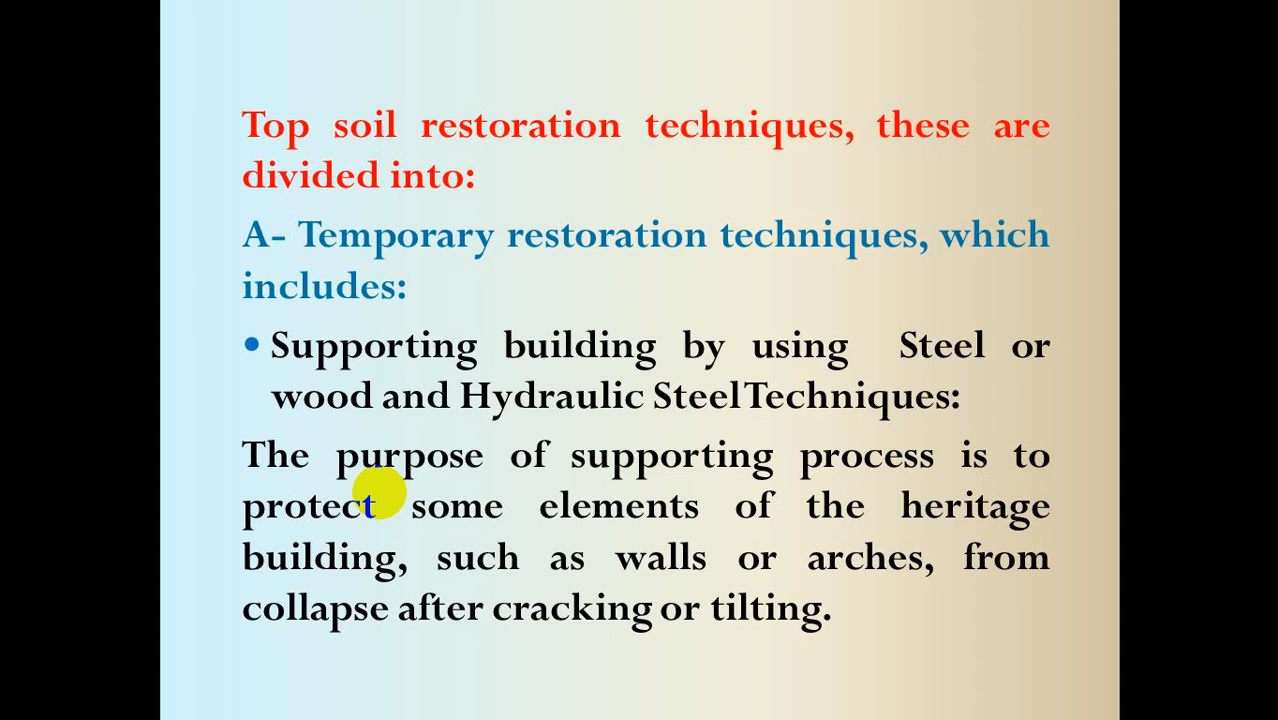 Top soil restoration techniques, these are
divided into:
A- Temporary restoration techniques, which
includes:
• Supporting building by using Steel or
wood and Hydraulic Steel Techniques:
The purpose of supporting process is to
protect some elements of the heritage
building, such as walls or arches, from
collapse after cracking or tilting.